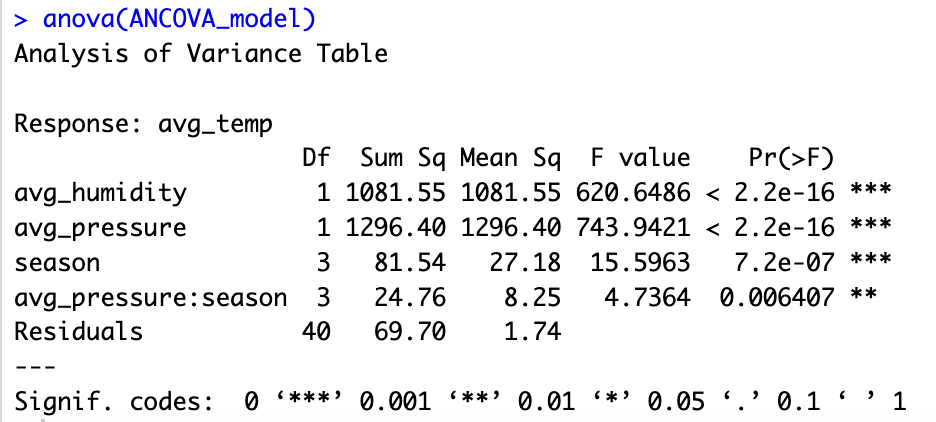 > anova(ANCOVA_model)
Analysis of Variance Table

Response: avg_temp
                    Df  Sum Sq Mean Sq  F value    Pr(>F)    
avg_humidity         1 1081.55 1081.55 620.6486 < 2.2e-16 ***
avg_pressure         1 1296.40 1296.40 743.9421 < 2.2e-16 ***
season               3   81.54   27.18  15.5963   7.2e-07 ***
avg_pressure:season  3   24.76    8.25   4.7364  0.006407 ** 
Residuals           40   69.70    1.74                       
---
Signif. codes:  0 ‘***’ 0.001 ‘**’ 0.01 ‘*’ 0.05 ‘.’ 0.1 ‘ ’ 1